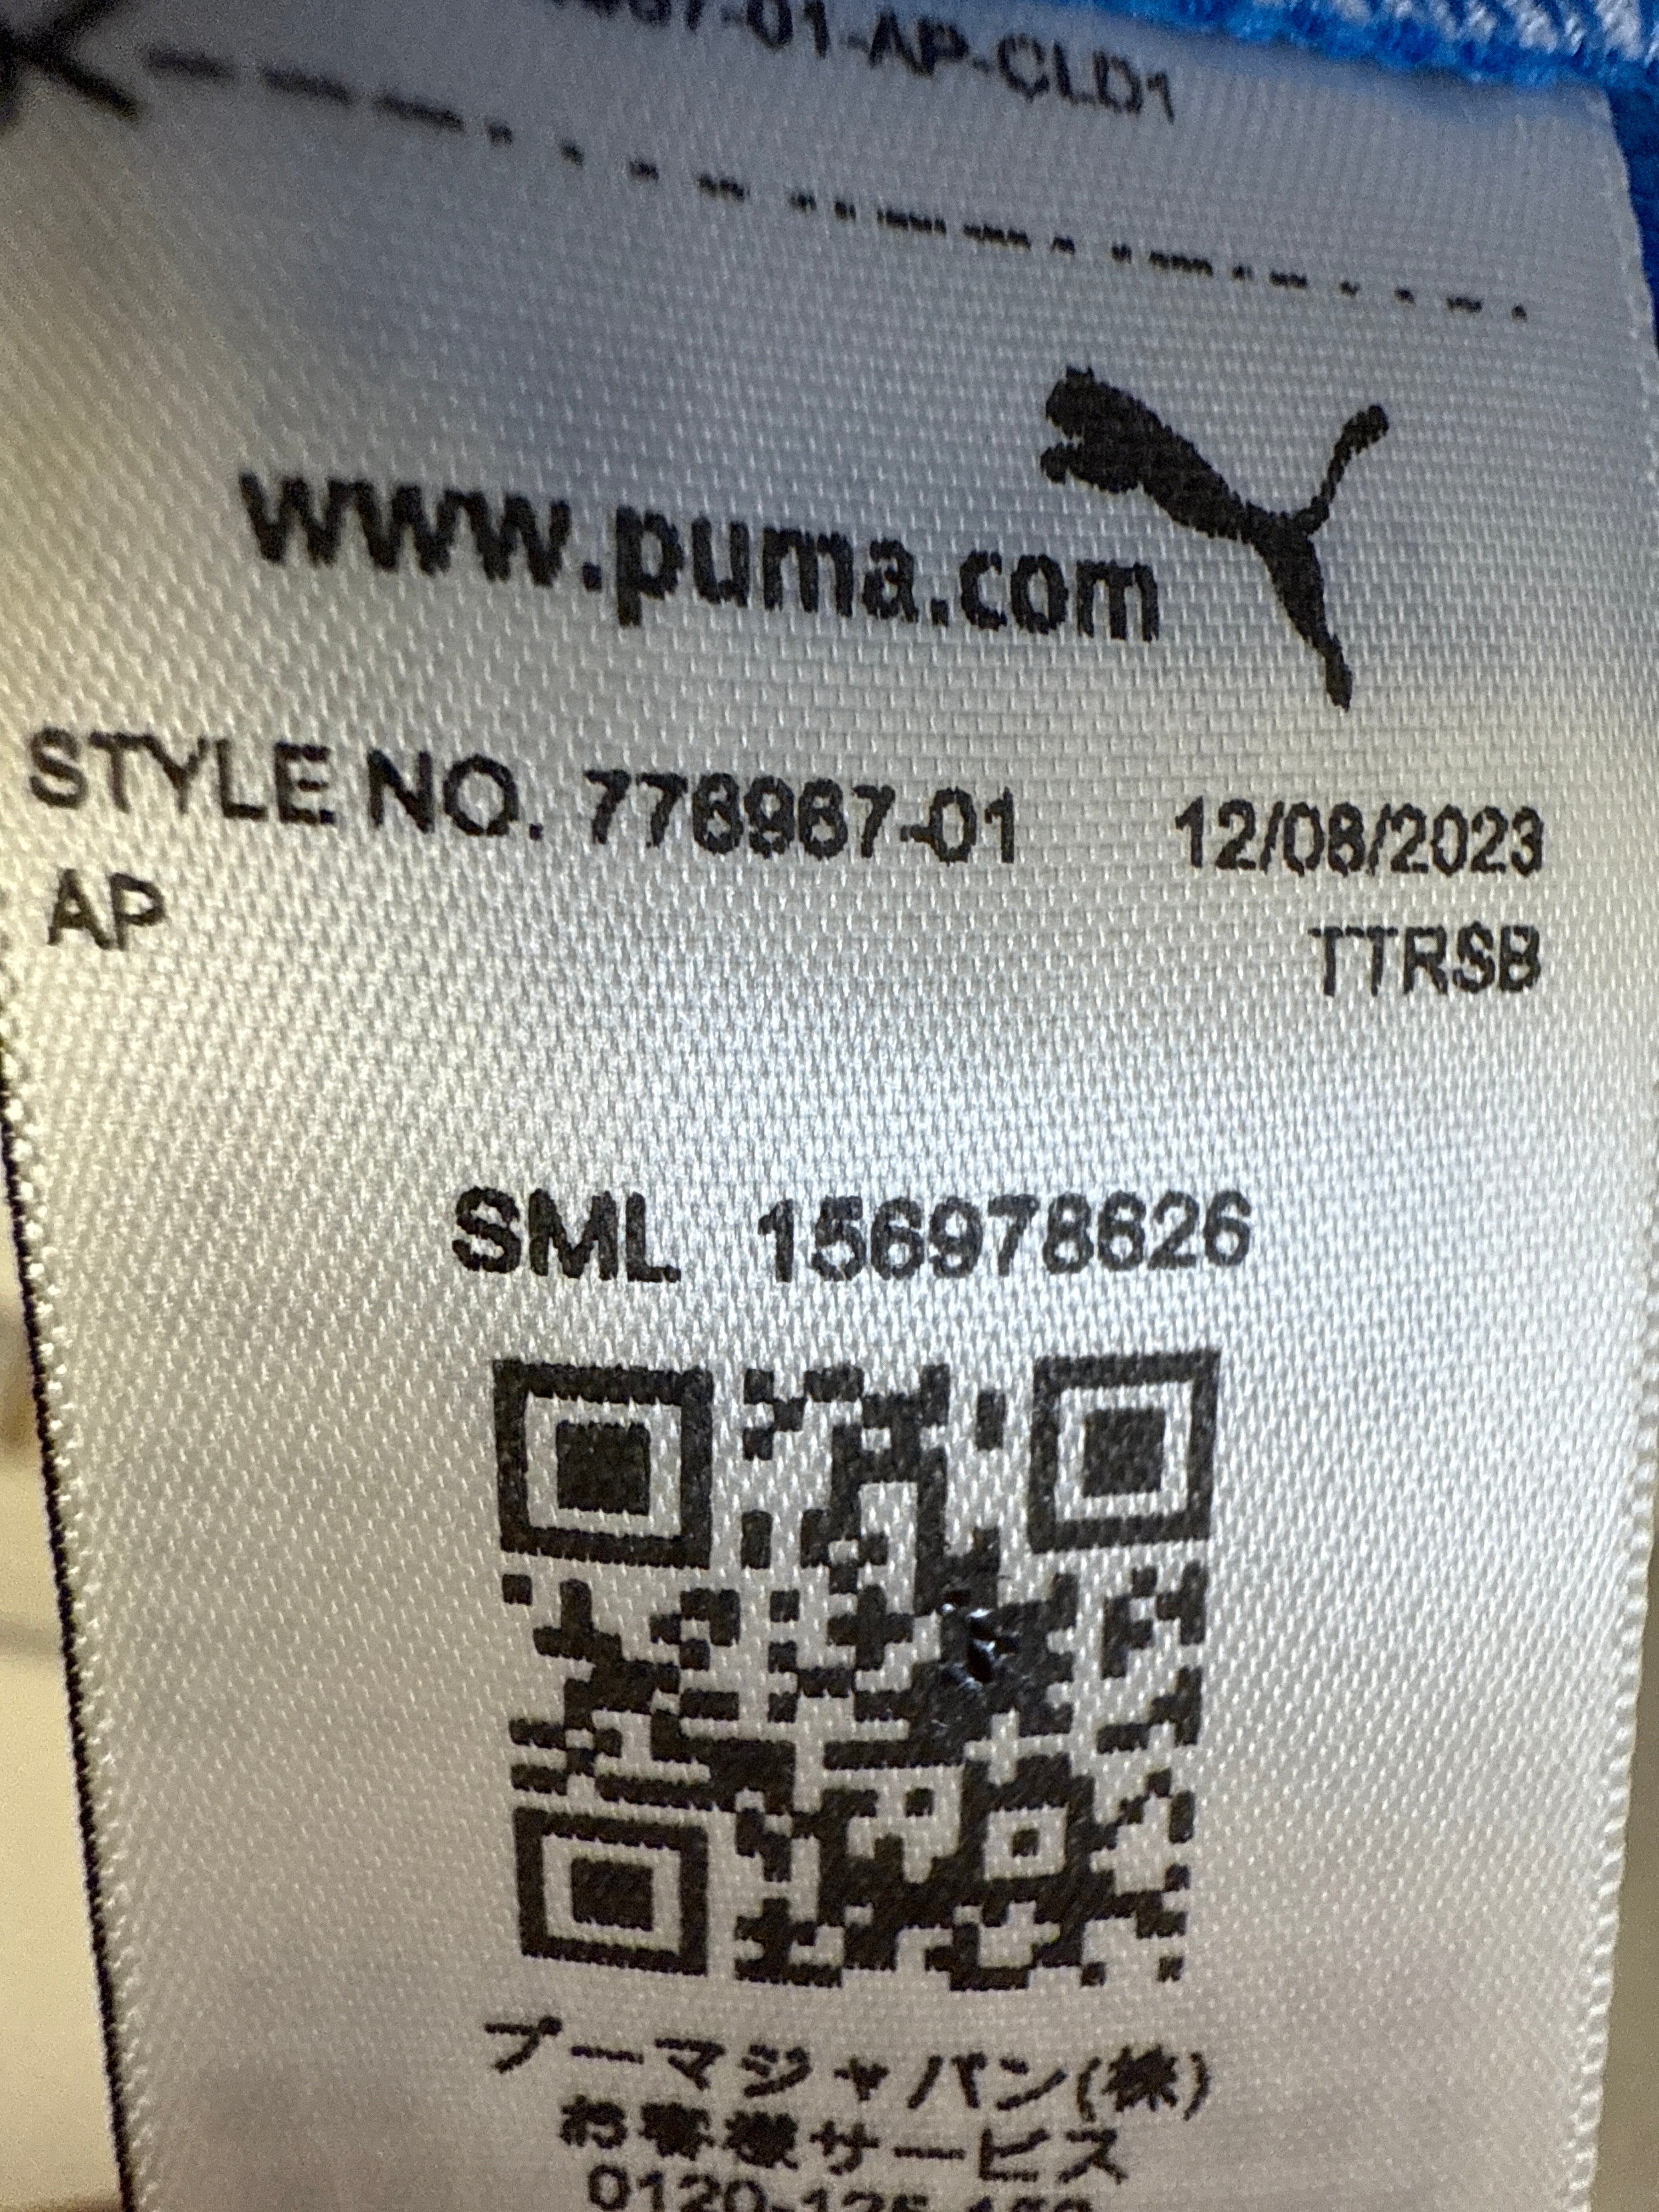 67-01-AP-CLD1
www.puma.com
STYLE NO. 776967-01 12/08/2023
AP TTRSB
SML 156978626
プーマジャパン(株)
お客様サービス